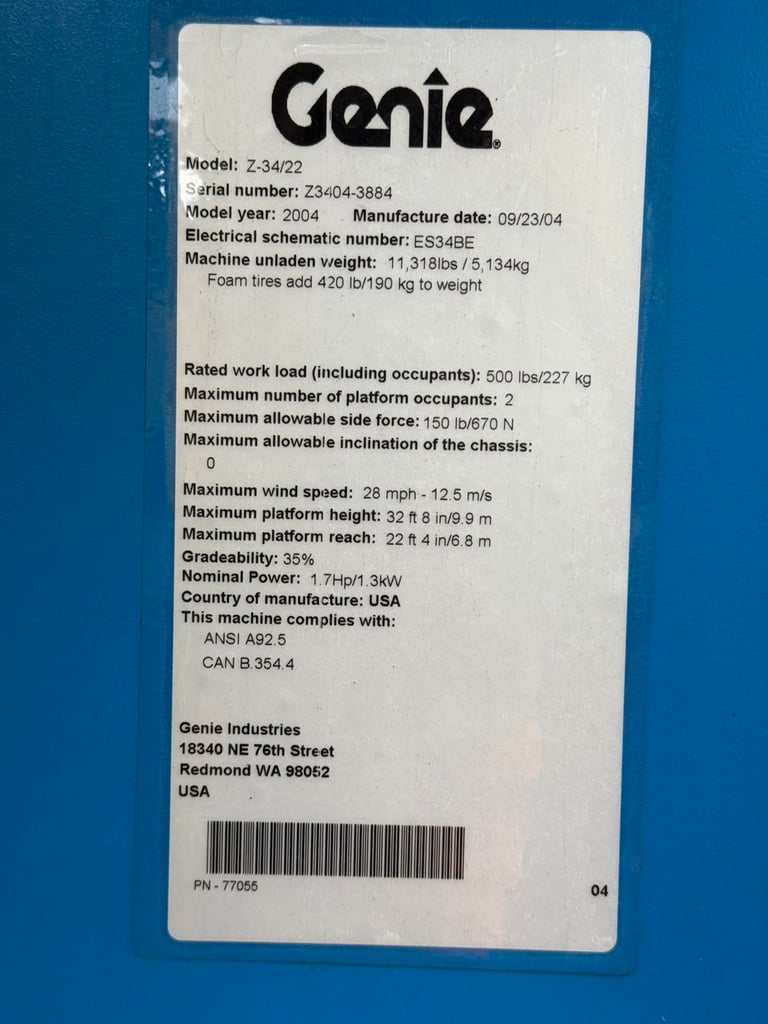 Genie®
Model: Z-34/22
Serial number: Z3404-3884
Model year: 2004 Manufacture date: 09/23/04
Electrical schematic number: ES34BE
Machine unladen weight: 11,318lbs / 5,134kg
Foam tires add 420 lb/190 kg to weight
Rated work load (including occupants): 500 lbs/227 kg
Maximum number of platform occupants: 2
Maximum allowable side force: 150 lb/670 N
Maximum allowable inclination of the chassis:
0
Maximum wind speed: 28 mph - 12.5 m/s
Maximum platform height: 32 ft 8 in/9.9 m
Maximum platform reach: 22 ft 4 in/6.8 m
Gradeability: 35%
Nominal Power: 1.7Hp/1.3kW
Country of manufacture: USA
This machine complies with:
ANSI A92.5
CAN B.354.4
Genie Industries
18340 NE 76th Street
Redmond WA 98052
USA
PN - 77055
04